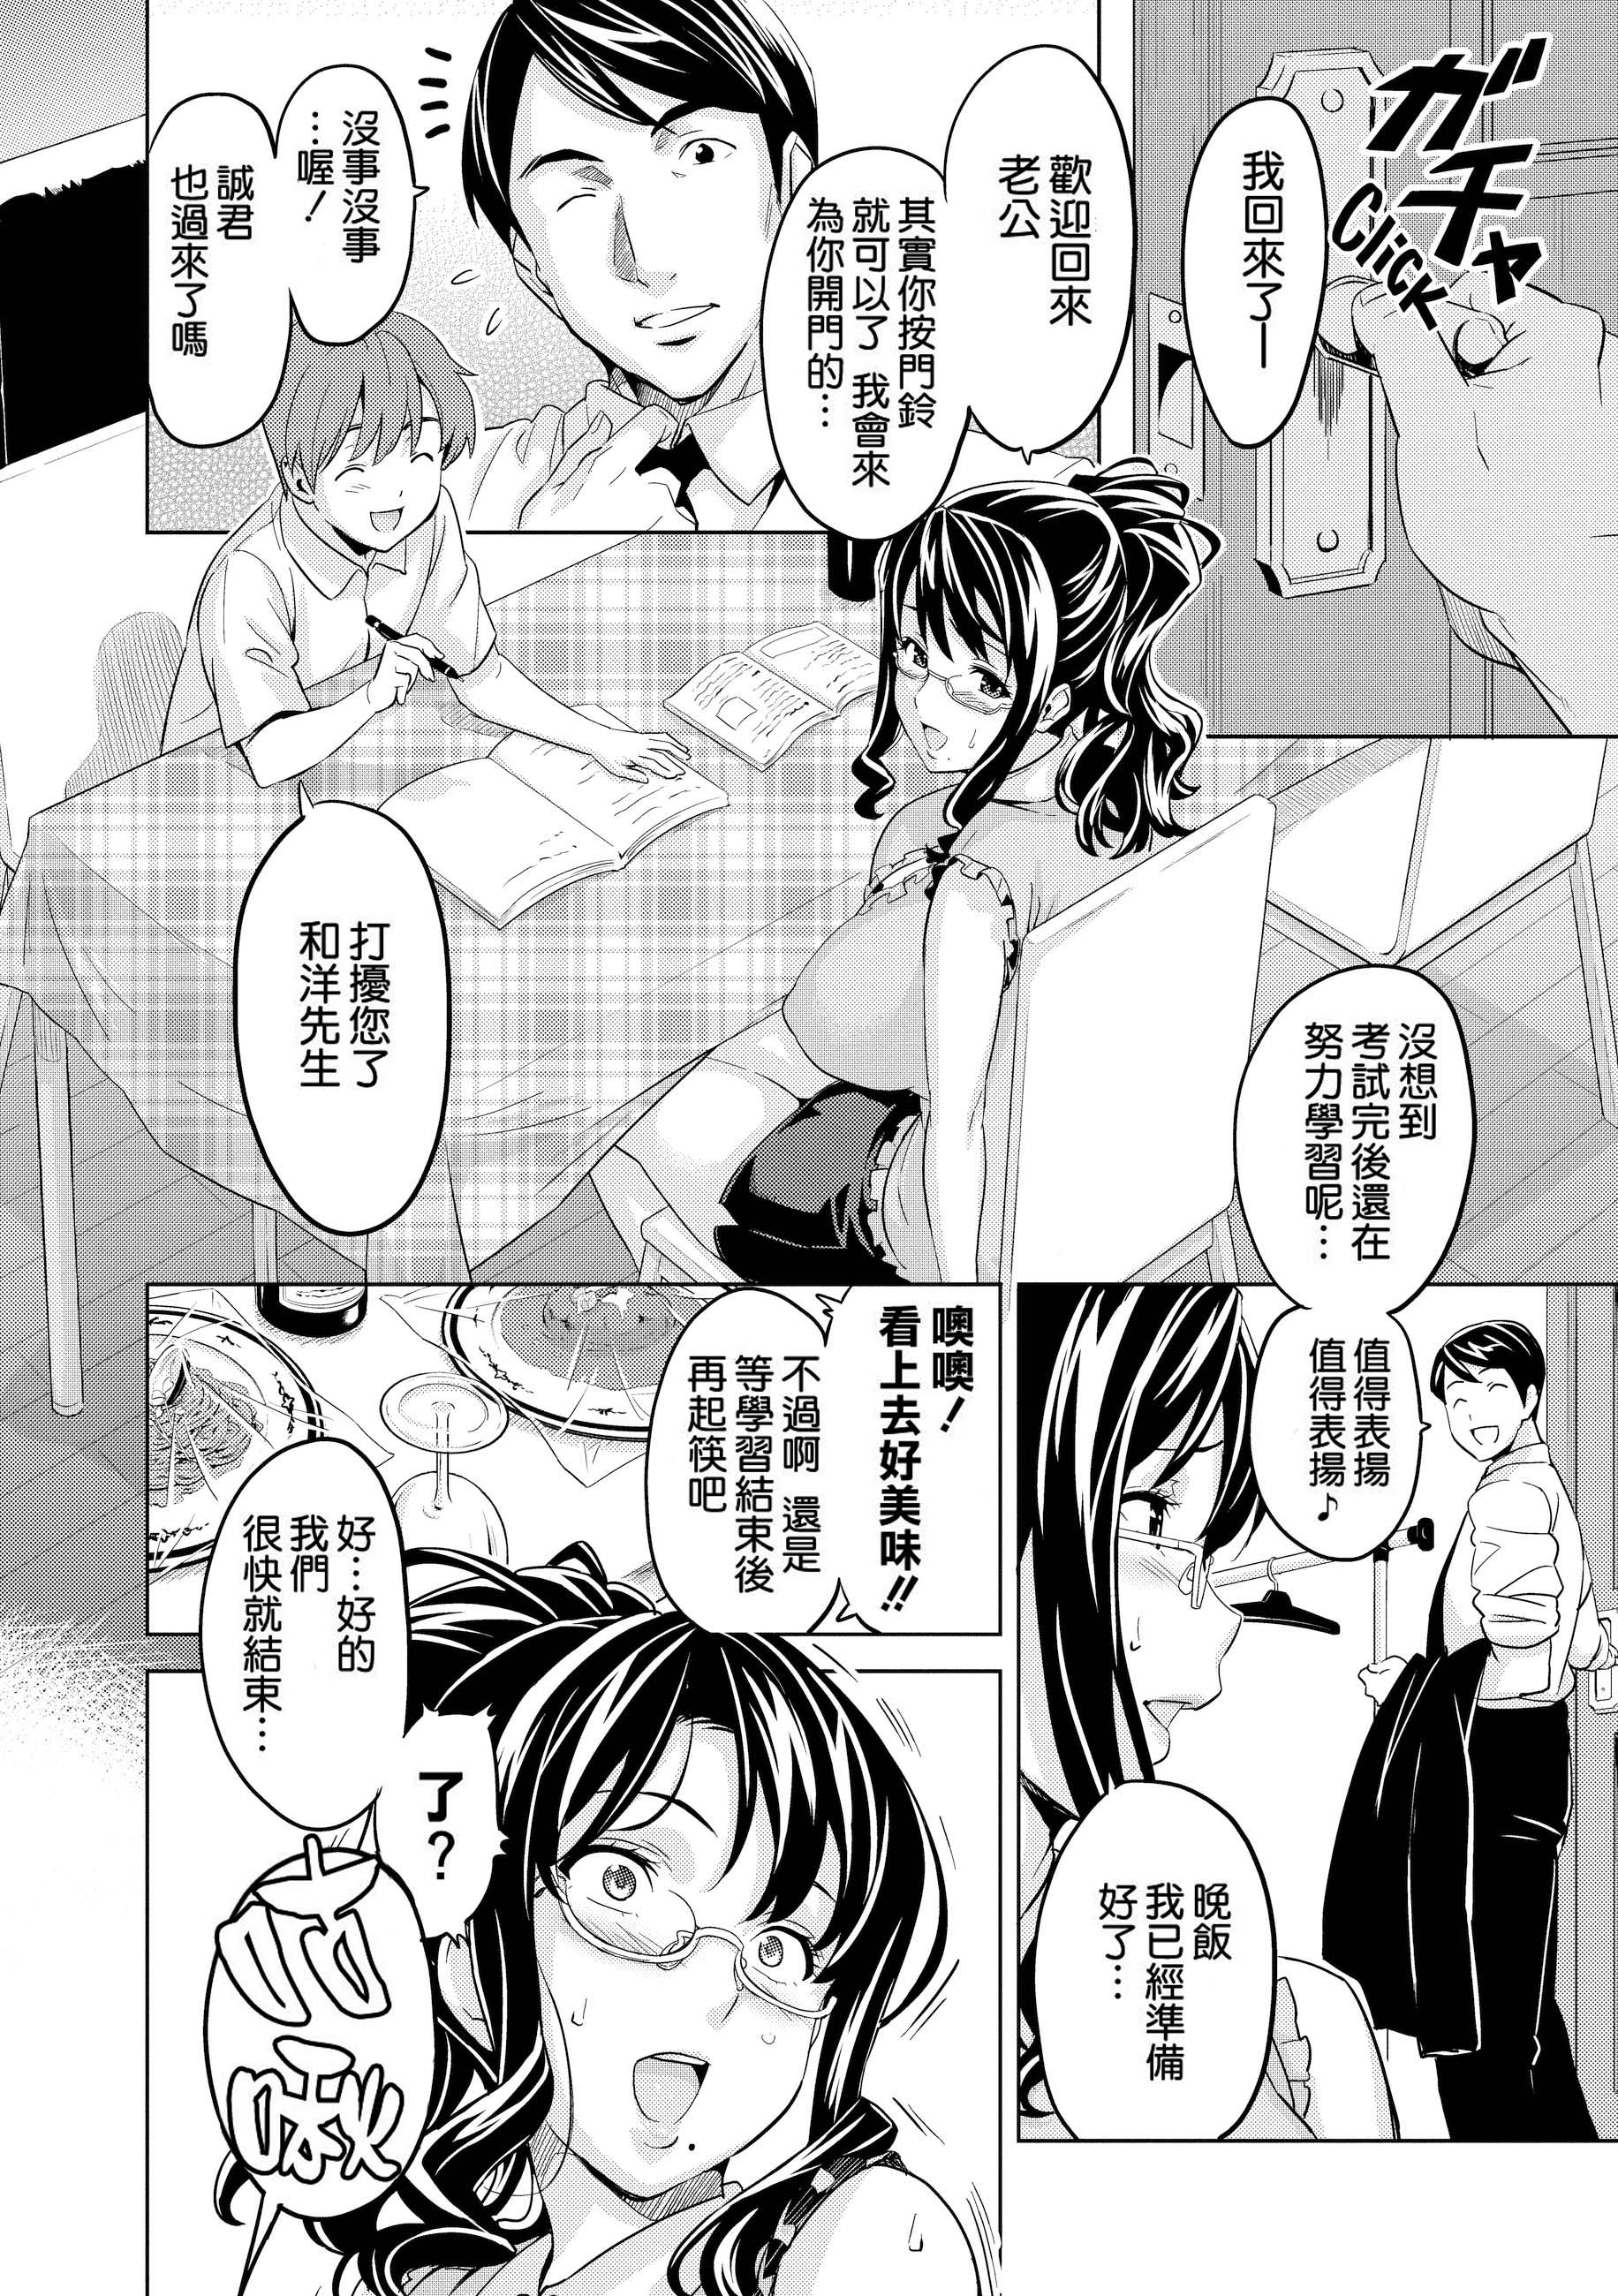 ガチャ
Click
我回來了ー
歡迎回來
老公
其實你按門鈴
就可以了 我會來
為你開門的…
沒事沒事
…喔！
誠君
也過來了嗎
打擾您了
和洋先生
沒想到
考試完後還在
努力學習呢…
值得表揚
值得表揚♪
晚飯
我已經準備
好了…
噢噢！
看上去好美味!!
不過啊 還是
等學習結束後
再起筷吧
好…好的
我們
很快就結束…
了?
咕
啾